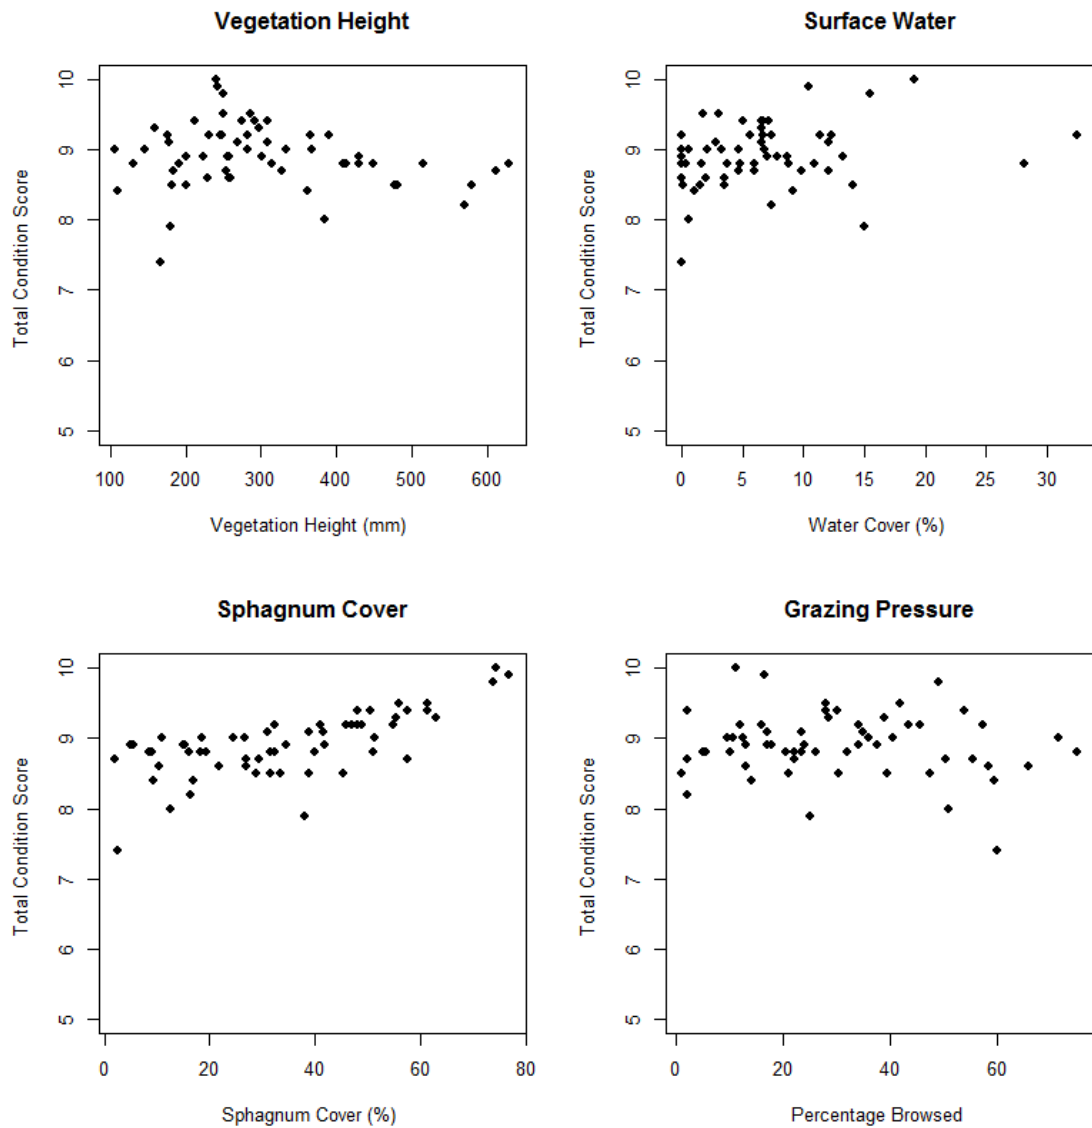 Vegetation Height
Total Condition Score
10
9
8
7
6
5
100 200 300 400 500 600
Vegetation Height (mm)
Surface Water
Total Condition Score
10
9
8
7
6
5
0 5 10 15 20 25 30
Water Cover (%)
Sphagnum Cover
Total Condition Score
10
9
8
7
6
5
0 20 40 60 80
Sphagnum Cover (%)
Grazing Pressure
Total Condition Score
10
9
8
7
6
5
0 20 40 60
Percentage Browsed